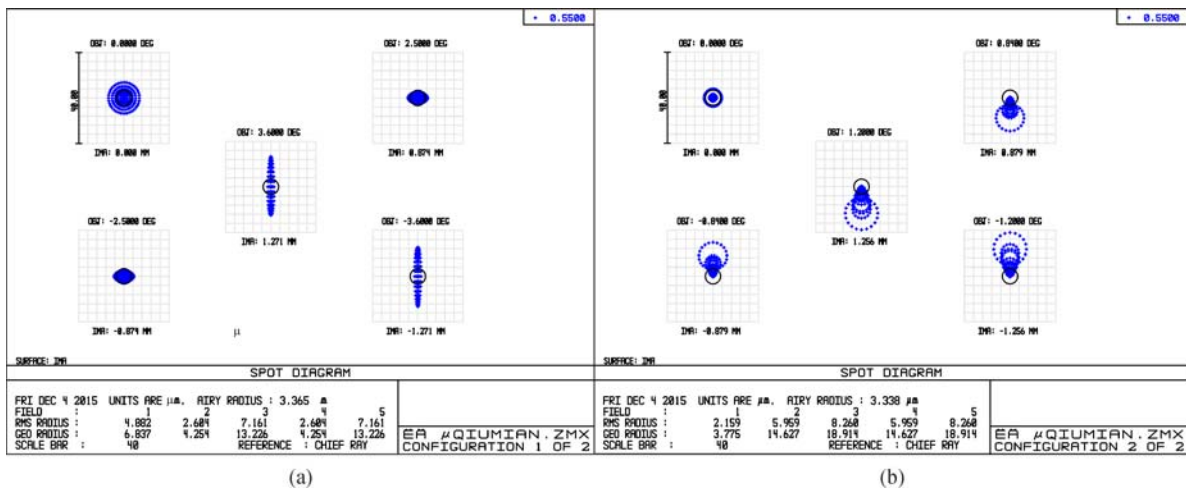 + 0.5500
OBJ: 0.0000 DEG
OBJ: 2.5000 DEG
40.00
OBJ: 3.6000 DEG
IMA: 0.000 MM
IMA: 0.874 MM
OBJ: -2.5000 DEG
OBJ: -3.6000 DEG
IMA: 1.271 MM
IMA: -0.874 MM
μ
IMA: -1.271 MM
SURFACE: IMA
SPOT DIAGRAM
FRI DEC 4 2015 UNITS ARE μm. AIRY RADIUS : 3.365 m
FIELD : 1 2 3 4 5
RMS RADIUS : 4.882 2.604 7.161 2.604 7.161
GEO RADIUS : 6.837 4.254 13.226 4.254 13.226
SCALE BAR : 40 REFERENCE : CHIEF RAY
EA μQIUMIAN.ZMX
CONFIGURATION 1 OF 2
(a)
+ 0.5500
OBJ: 0.0000 DEG
OBJ: 0.8400 DEG
40.00
OBJ: 1.2000 DEG
IMA: 0.000 MM
IMA: 0.879 MM
OBJ: -0.8400 DEG
OBJ: -1.2000 DEG
IMA: 1.256 MM
IMA: -0.879 MM
IMA: -1.256 MM
SURFACE: IMA
SPOT DIAGRAM
FRI DEC 4 2015 UNITS ARE μm. AIRY RADIUS : 3.338 μm
FIELD : 1 2 3 4 5
RMS RADIUS : 2.159 5.959 8.260 5.959 8.260
GEO RADIUS : 3.775 14.627 18.914 14.627 18.914
SCALE BAR : 40 REFERENCE : CHIEF RAY
EA μQIUMIAN.ZMX
CONFIGURATION 2 OF 2
(b)